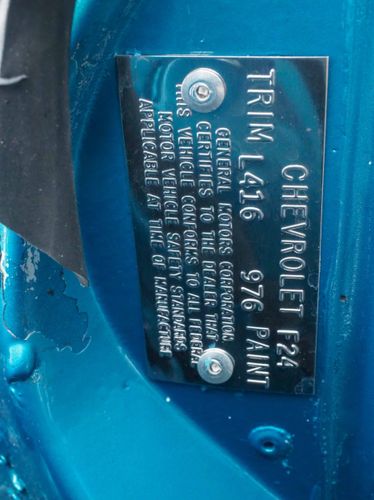 CHEVROLET F24
TRIM L416 976 PAINT
GENERAL MOTORS CORPORATION
CERTIFIES TO THE DEALER THAT
THIS VEHICLE CONFORMS TO ALL FEDERAL
MOTOR VEHICLE SAFETY STANDARDS
APPLICABLE AT TIME OF MANUFACTURE